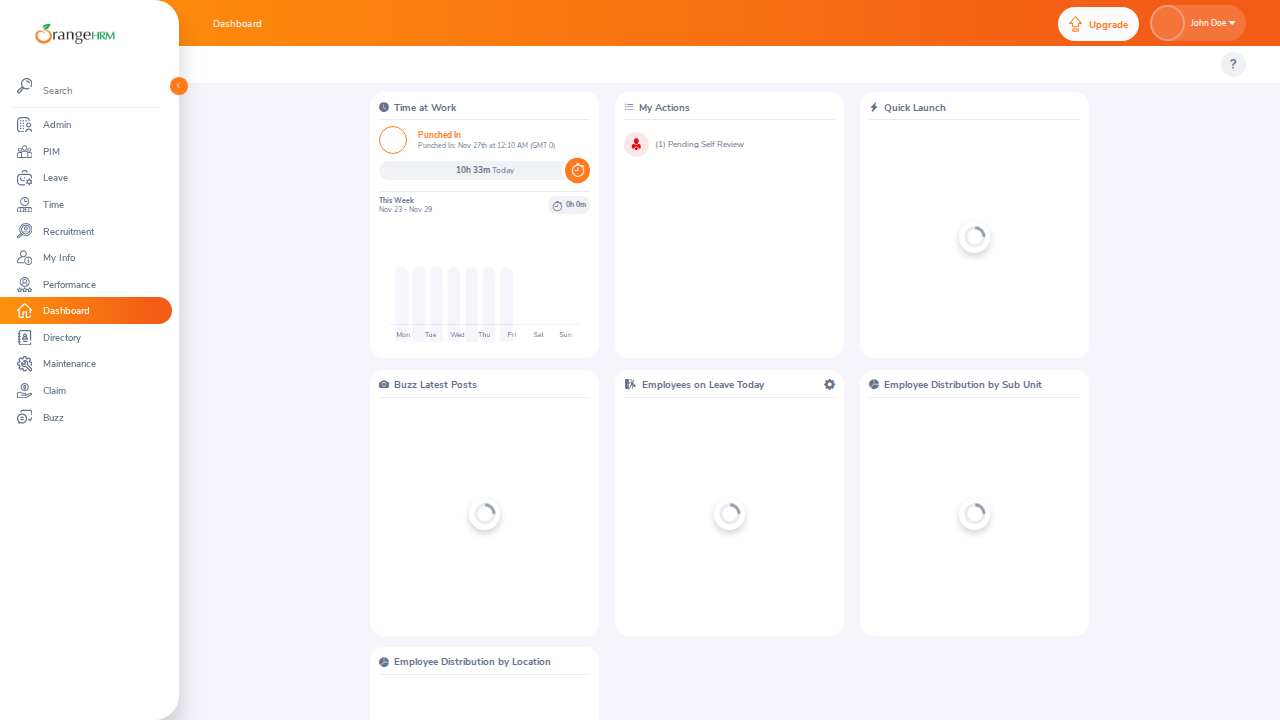 OrangeHRM
Dashboard
Upgrade
John Doe
?
Search
Admin
PIM
Leave
Time
Recruitment
My Info
Performance
Dashboard
Directory
Maintenance
Claim
Buzz
Time at Work
Punched In
Punched In: Nov 27th at 12:10 AM (GMT 0)
10h 33m Today
This Week
Nov 23 - Nov 29
0h 0m
Mon Tue Wed Thu Fri Sat Sun
My Actions
(1) Pending Self Review
Quick Launch
Buzz Latest Posts
Employees on Leave Today
Employee Distribution by Sub Unit
Employee Distribution by Location